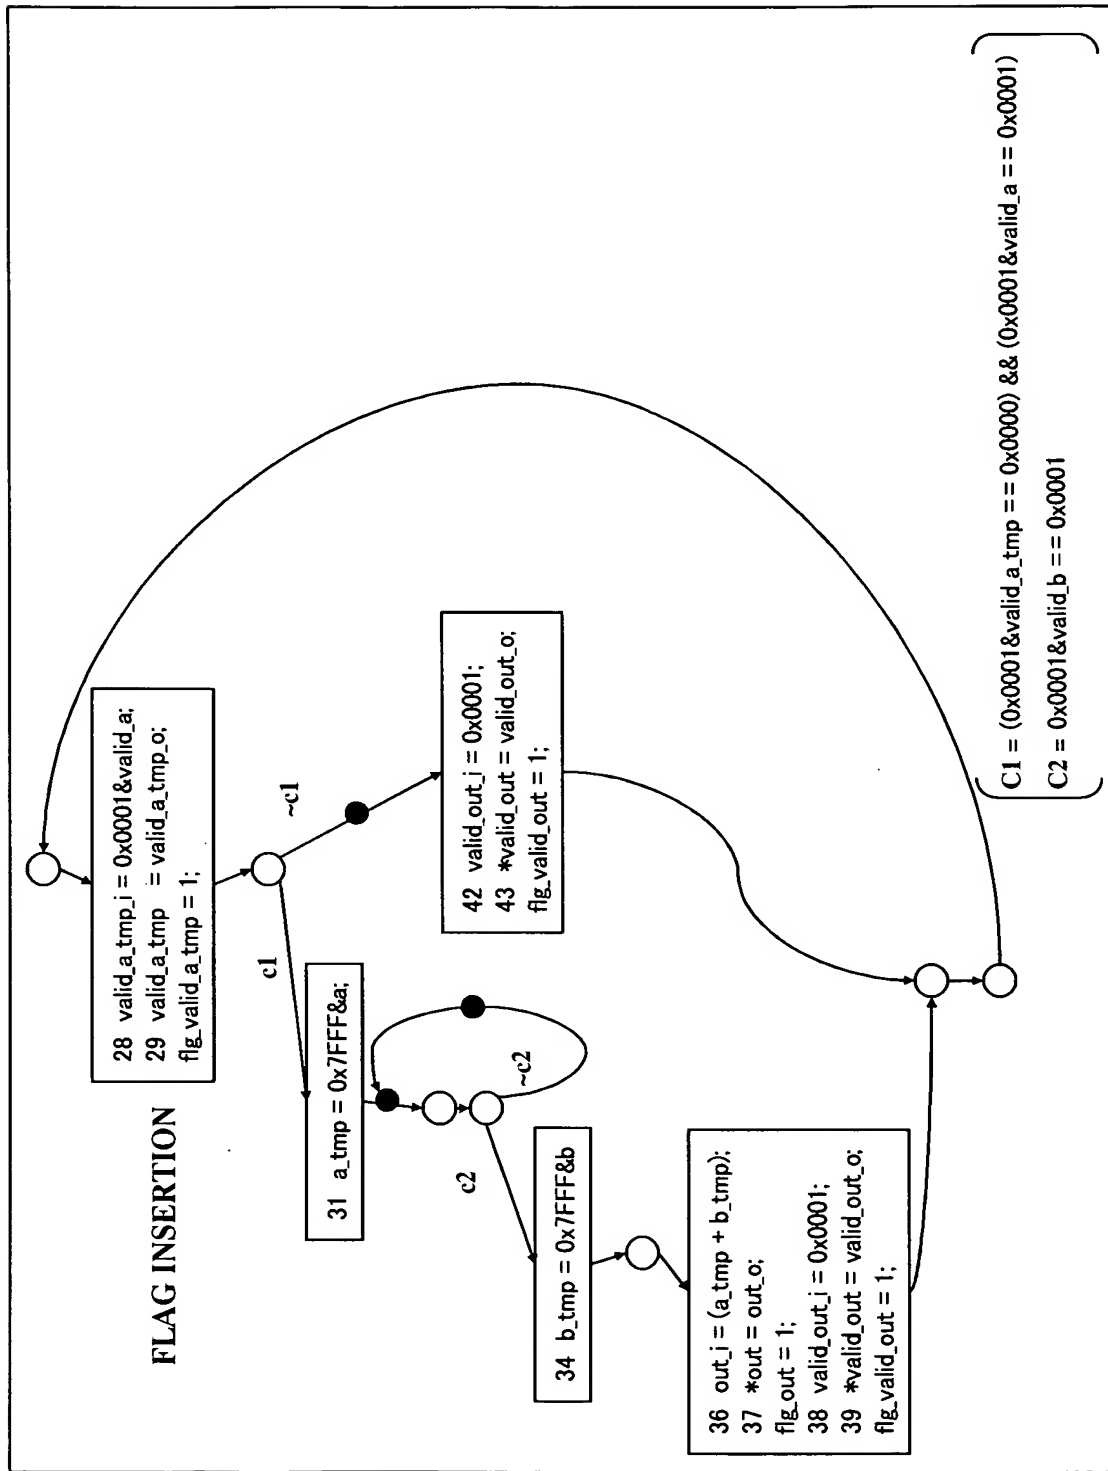 FLAG INSERTION
28 valid_a_tmp_i = 0x0001&valid_a;
29 valid_a_tmp = valid_a_tmp_o;
flg_valid_a_tmp = 1;
c1
~c1
31 a_tmp = 0x7FFF&a;
42 valid_out_i = 0x0001;
43 *valid_out = valid_out_o;
flg_valid_out = 1;
c2
~c2
34 b_tmp = 0x7FFF&b
36 out_i = (a_tmp + b_tmp);
37 *out = out_o;
flg_out = 1;
38 valid_out_i = 0x0001;
39 *valid_out = valid_out_o;
flg_valid_out = 1;
C1 = (0x0001&valid_a_tmp == 0x0000) && (0x0001&valid_a == 0x0001)
C2 = 0x0001&valid_b == 0x0001